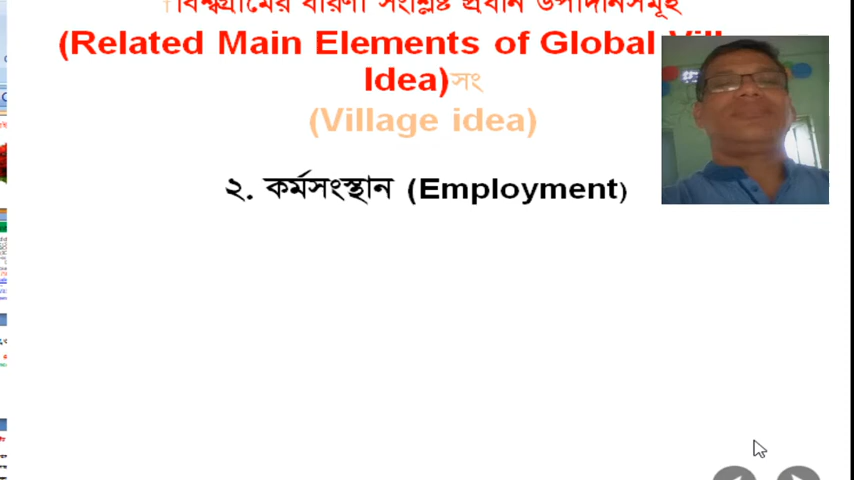 বিশ্বগ্রামের ধারণা সংশ্লিষ্ট প্রধান উপাদানসমূহ
(Related Main Elements of Global
Idea)সং
(Village idea)
২. কর্মসংস্থান (Employment)